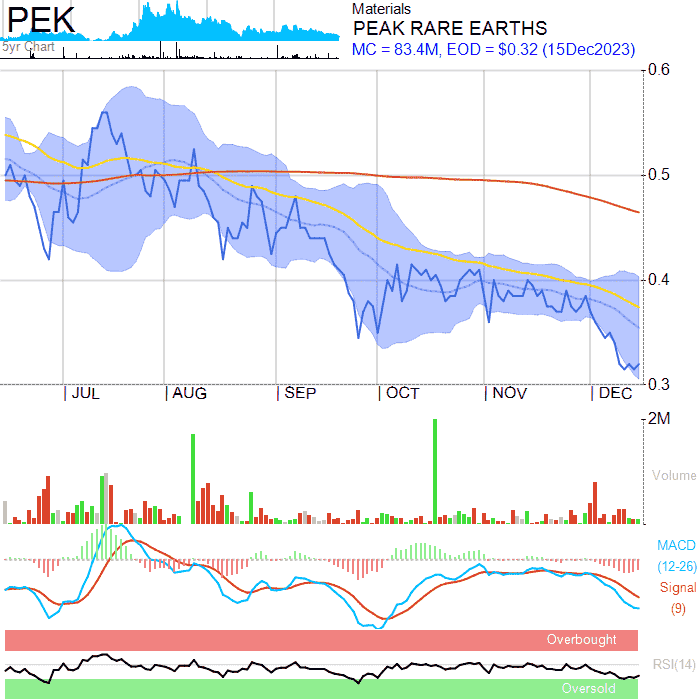 PEK
5yr Chart
Materials
PEAK RARE EARTHS
MC = 83.4M, EOD = $0.32 (15Dec2023)
0.6
0.5
0.4
0.3
JUL AUG SEP OCT NOV DEC
2M
Volume
MACD
(12-26)
Signal
(9)
Overbought
RSI(14)
Oversold